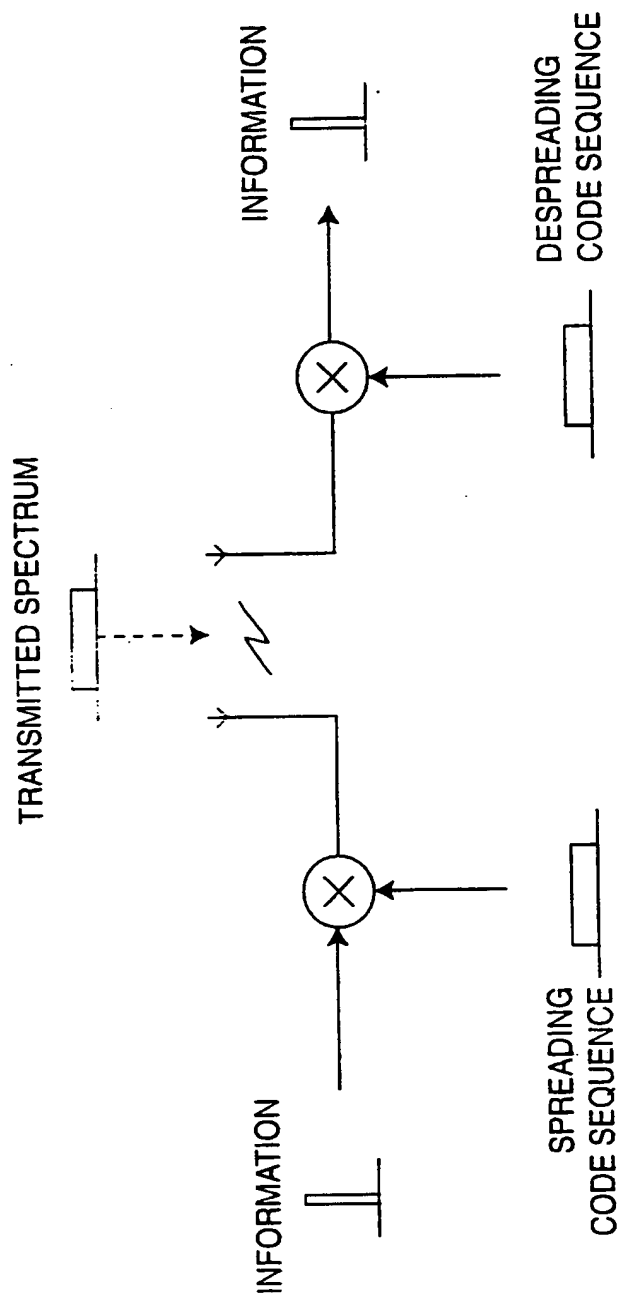 TRANSMITTED SPECTRUM
INFORMATION
INFORMATION
SPREADING
CODE SEQUENCE
DESPREADING
CODE SEQUENCE